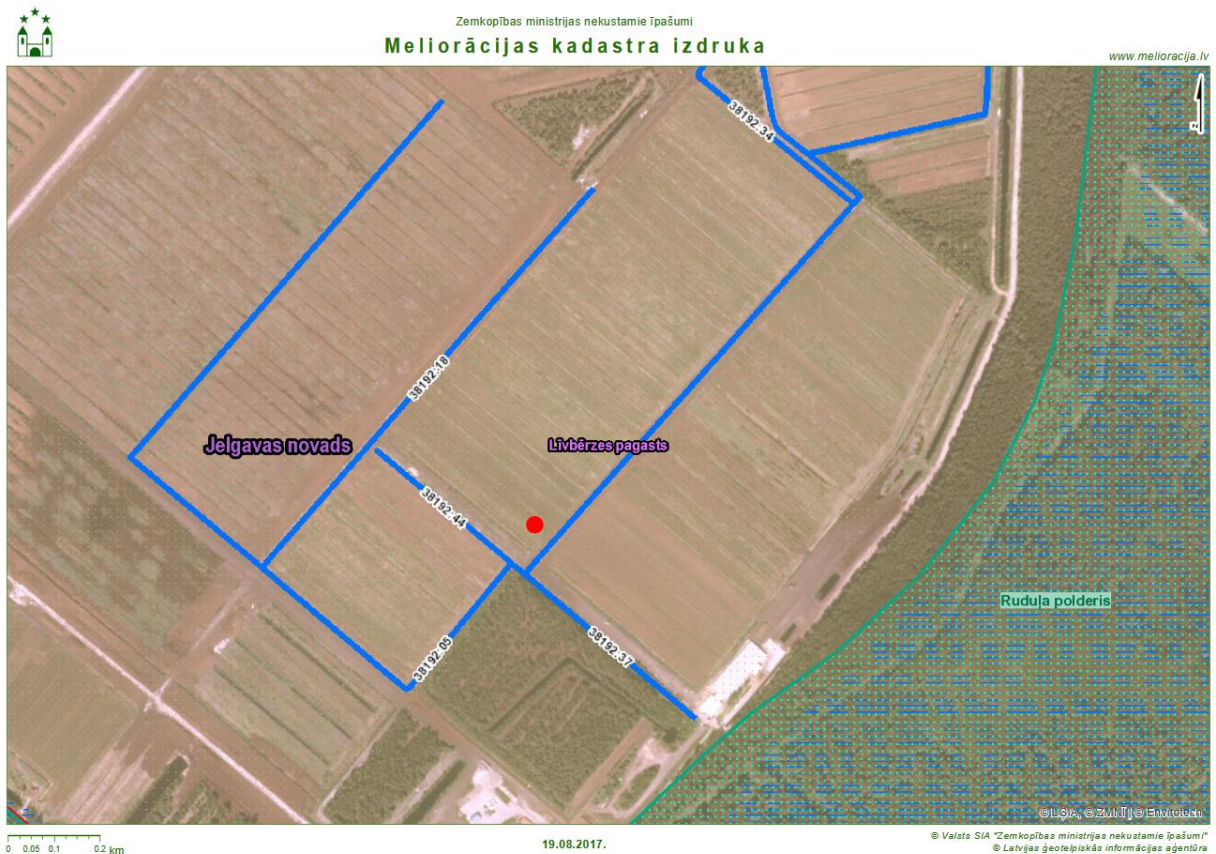 Zemkopības ministrijas nekustamie īpašumi
Meliorācijas kadastra izdruka
www.melioracija.lv
38192:34
38192:18
Jelgavas novads
Līvbērzes pagasts
38192:44
Ruduļa polderis
38192:05
38192:37
© LĢIA, © ZMNĪ | © Envirotech
0 0.05 0.1 0.2 km
19.08.2017.
© Valsts SIA "Zemkopības ministrijas nekustamie īpašumi"
© Latvijas ģeotelpiskās informācijas aģentūra